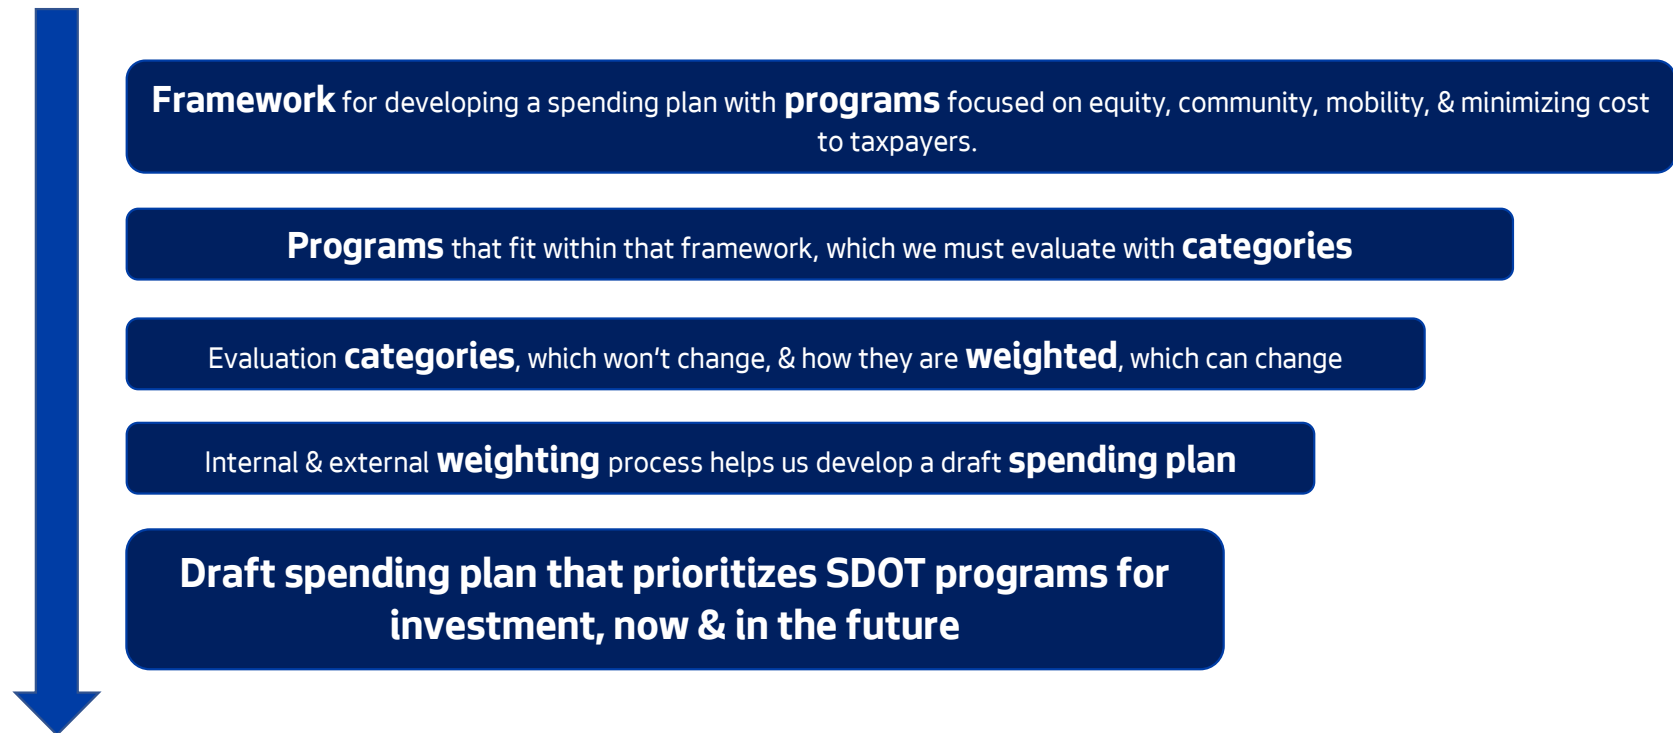 Framework for developing a spending plan with programs focused on equity, community, mobility, & minimizing cost
to taxpayers.
Programs that fit within that framework, which we must evaluate with categories
Evaluation categories, which won’t change, & how they are weighted, which can change
Internal & external weighting process helps us develop a draft spending plan
Draft spending plan that prioritizes SDOT programs for
investment, now & in the future